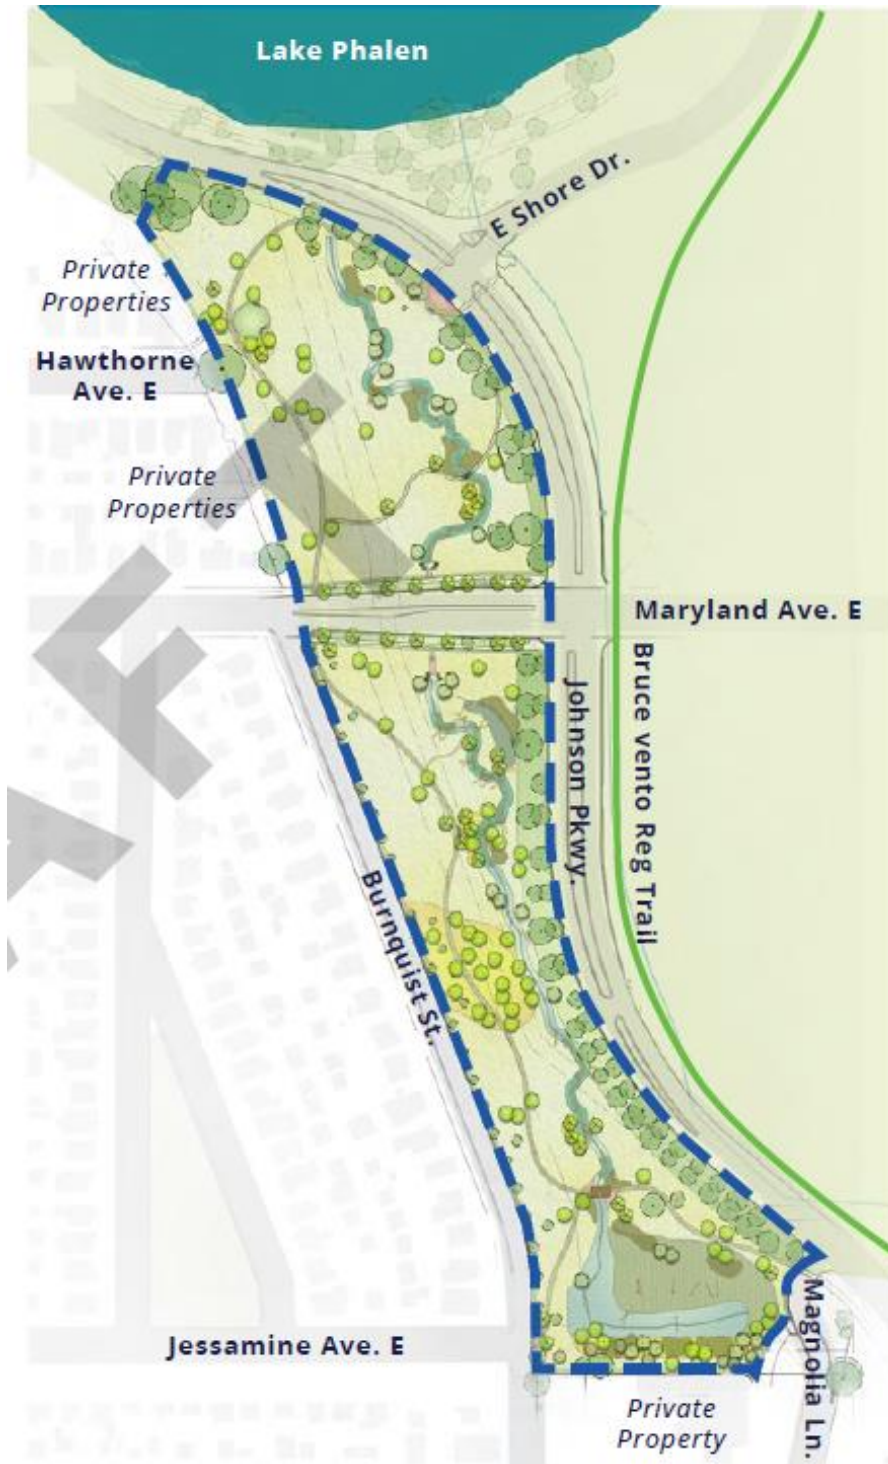 Lake Phalen
E Shore Dr.
Private
Properties
Hawthorne
Ave. E
Private
Properties
Maryland Ave. E
Bruce vento Reg Trail
Johnson Pkwy.
Burnquist St.
Magnolia Ln.
Jessamine Ave. E
Private
Property
AFT